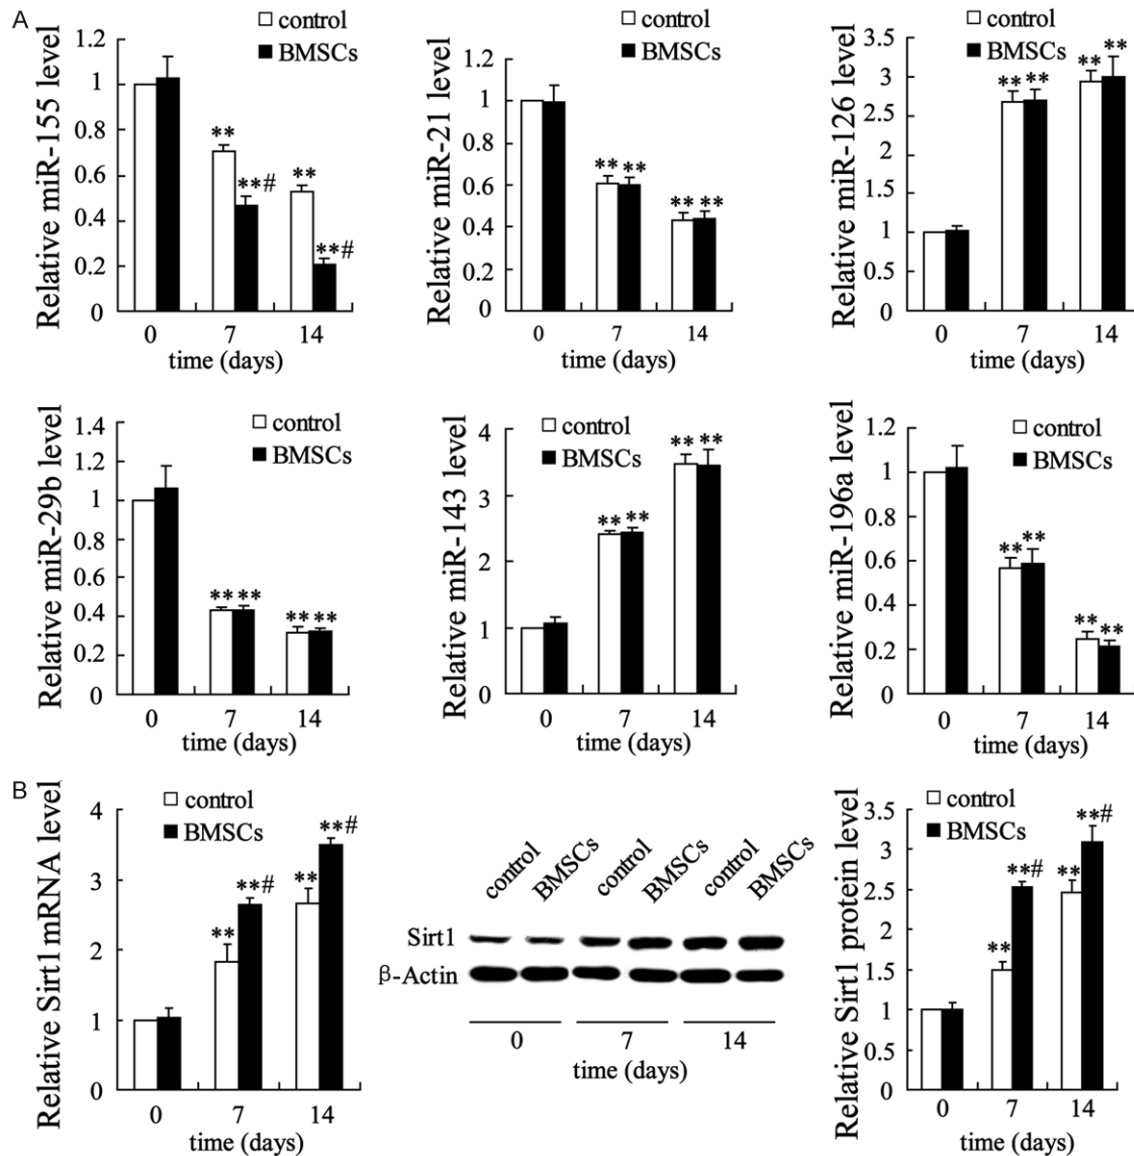 A
control
BMSCs
Relative miR-155 level
1.2
1
0.8
0.6
0.4
0.2
0
**
**#
**
**#
0 7 14
time (days)
control
BMSCs
Relative miR-21 level
1.2
1
0.8
0.6
0.4
0.2
0
** **
** **
0 7 14
time (days)
control
BMSCs
Relative miR-126 level
3.5
3
2.5
2
1.5
1
0.5
0
** **
** **
0 7 14
time (days)
control
BMSCs
Relative miR-29b level
1.4
1.2
1
0.8
0.6
0.4
0.2
0
** **
** **
0 7 14
time (days)
control
BMSCs
Relative miR-143 level
4
3
2
1
0
** **
** **
0 7 14
time (days)
control
BMSCs
Relative miR-196a level
1.2
1
0.8
0.6
0.4
0.2
0
** **
** **
0 7 14
time (days)
B
control
BMSCs
Relative Sirt1 mRNA level
4
3
2
1
0
**
**#
**
**#
0 7 14
time (days)
control BMSCs control BMSCs control BMSCs
Sirt1
β-Actin
0 7 14
time (days)
control
BMSCs
Relative Sirt1 protein level
3.5
3
2.5
2
1.5
1
0.5
0
**
**#
**
**#
0 7 14
time (days)